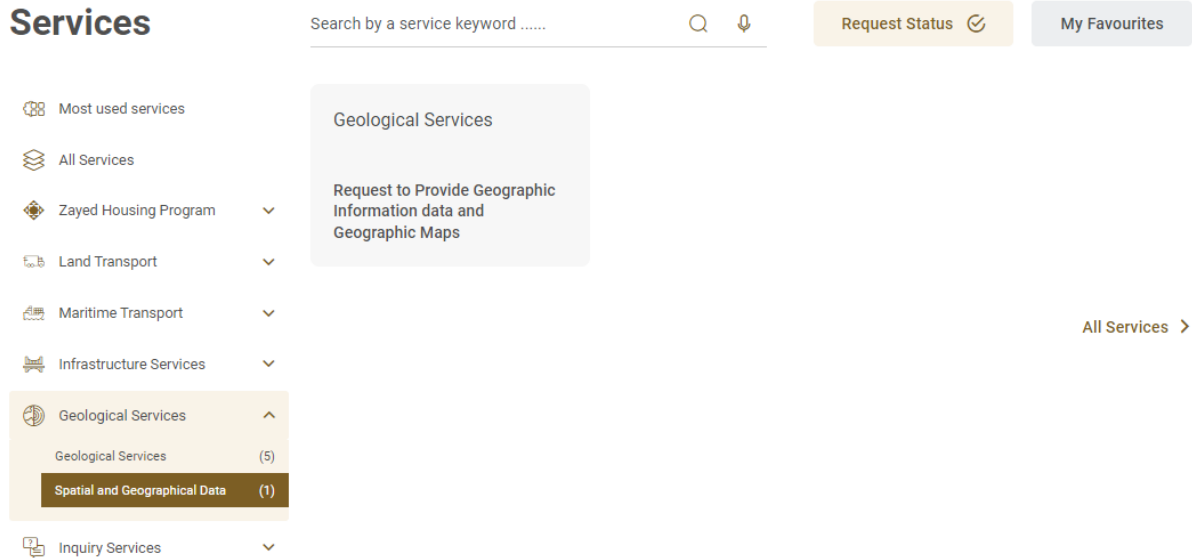 Services
Search by a service keyword ......
Request Status
My Favourites
Most used services
All Services
Zayed Housing Program
Land Transport
Maritime Transport
Infrastructure Services
Geological Services
Geological Services (5)
Spatial and Geographical Data (1)
Inquiry Services
Geological Services
Request to Provide Geographic
Information data and
Geographic Maps
All Services